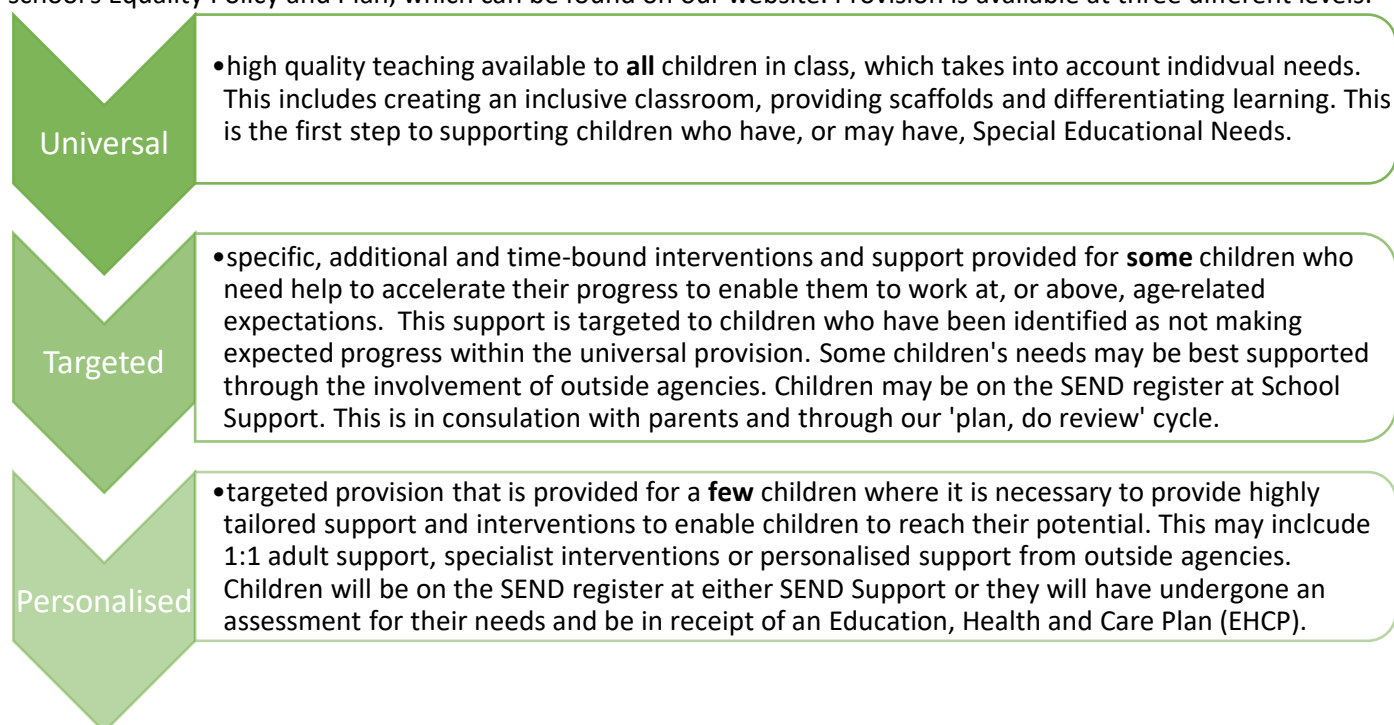 school's Equality Policy and Plan, which can be found on our website. Provision is available at three different levels:
Universal
•high quality teaching available to all children in class, which takes into account indidvual needs.
This includes creating an inclusive classroom, providing scaffolds and differentiating learning. This
is the first step to supporting children who have, or may have, Special Educational Needs.
Targeted
•specific, additional and time-bound interventions and support provided for some children who
need help to accelerate their progress to enable them to work at, or above, age-related
expectations. This support is targeted to children who have been identified as not making
expected progress within the universal provision. Some children's needs may be best supported
through the involvement of outside agencies. Children may be on the SEND register at School
Support. This is in consulation with parents and through our 'plan, do review' cycle.
Personalised
•targeted provision that is provided for a few children where it is necessary to provide highly
tailored support and interventions to enable children to reach their potential. This may inclcude
1:1 adult support, specialist interventions or personalised support from outside agencies.
Children will be on the SEND register at either SEND Support or they will have undergone an
assessment for their needs and be in receipt of an Education, Health and Care Plan (EHCP).